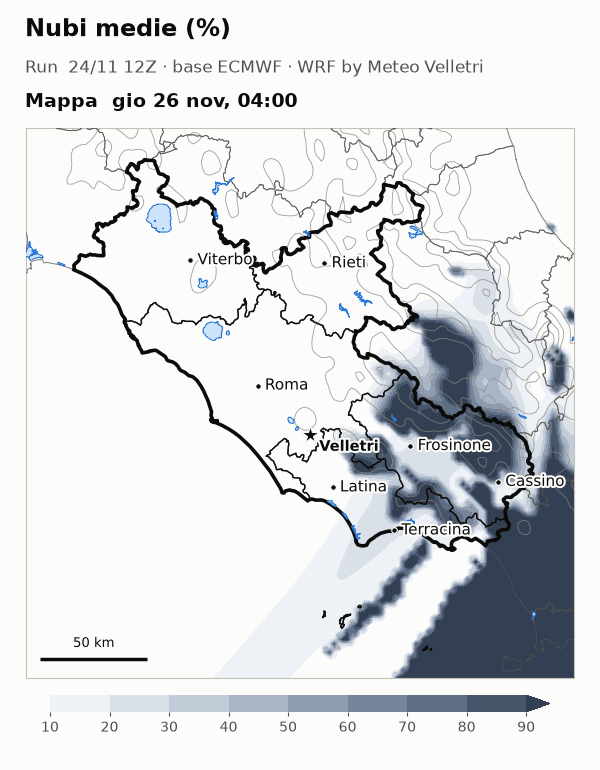 Nubi medie (%)
Run 24/11 12Z · base ECMWF · WRF by Meteo Velletri
Mappa gio 26 nov, 04:00
Viterbo
Rieti
Roma
Velletri
Frosinone
Cassino
Latina
Terracina
50 km
10 20 30 40 50 60 70 80 90